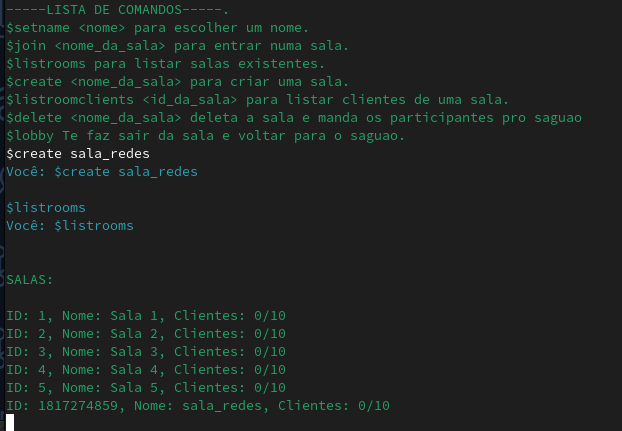 -----LISTA DE COMANDOS-----.
$setname <nome> para escolher um nome.
$join <nome_da_sala> para entrar numa sala.
$listrooms para listar salas existentes.
$create <nome_da_sala> para criar uma sala.
$listroomclients <id_da_sala> para listar clientes de uma sala.
$delete <nome_da_sala> deleta a sala e manda os participantes pro saguao
$lobby Te faz sair da sala e voltar para o saguao.
$create sala_redes
Você: $create sala_redes
$listrooms
Você: $listrooms
SALAS:
ID: 1, Nome: Sala 1, Clientes: 0/10
ID: 2, Nome: Sala 2, Clientes: 0/10
ID: 3, Nome: Sala 3, Clientes: 0/10
ID: 4, Nome: Sala 4, Clientes: 0/10
ID: 5, Nome: Sala 5, Clientes: 0/10
ID: 1817274859, Nome: sala_redes, Clientes: 0/10